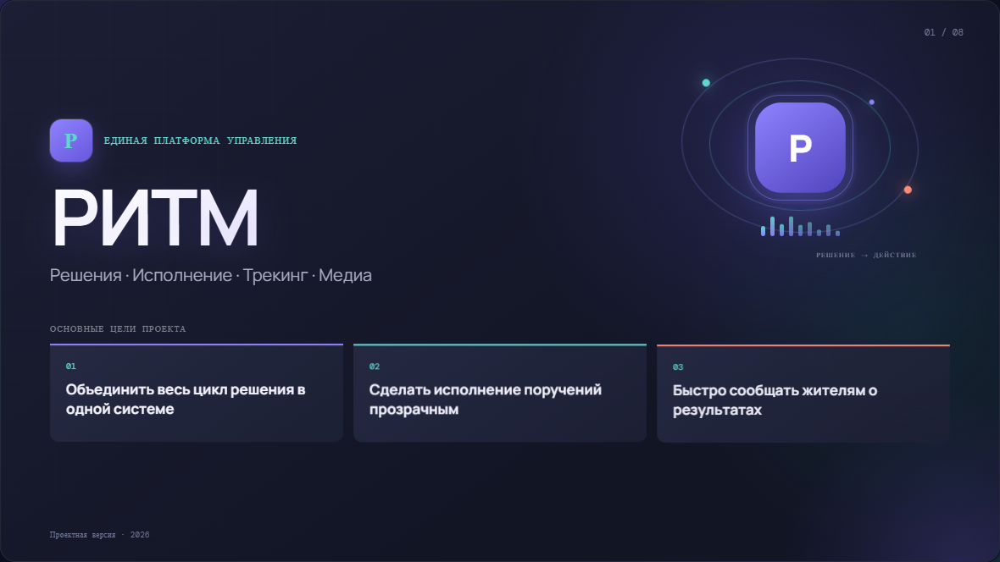 01 / 08
Р
ЕДИНАЯ ПЛАТФОРМА УПРАВЛЕНИЯ
Р
РИТМ
РЕШЕНИЕ → ДЕЙСТВИЕ
Решения · Исполнение · Трекинг · Медиа
ОСНОВНЫЕ ЦЕЛИ ПРОЕКТА
01
Объединить весь цикл решения в
одной системе
02
Сделать исполнение поручений
прозрачным
03
Быстро сообщать жителям о
результатах
Проектная версия · 2026